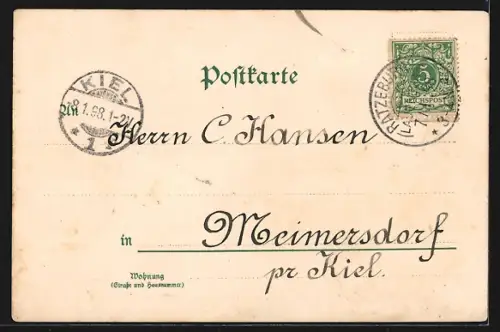 Postkarte
KIEL
8.1.98.1-2N
* 1 *
An Herrn C. Hansen
5
REICHSPOST
RATZEBU
in Meimersdorf
pr Kiel.
Wohnung
(Straße und Hausnummer)